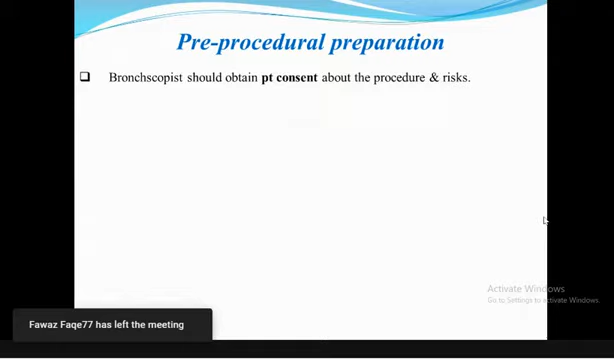 Pre-procedural preparation
❑ Bronchscopist should obtain pt consent about the procedure & risks.
Activate Windows
Go to Settings to activate Windows.
Fawaz Faqe77 has left the meeting